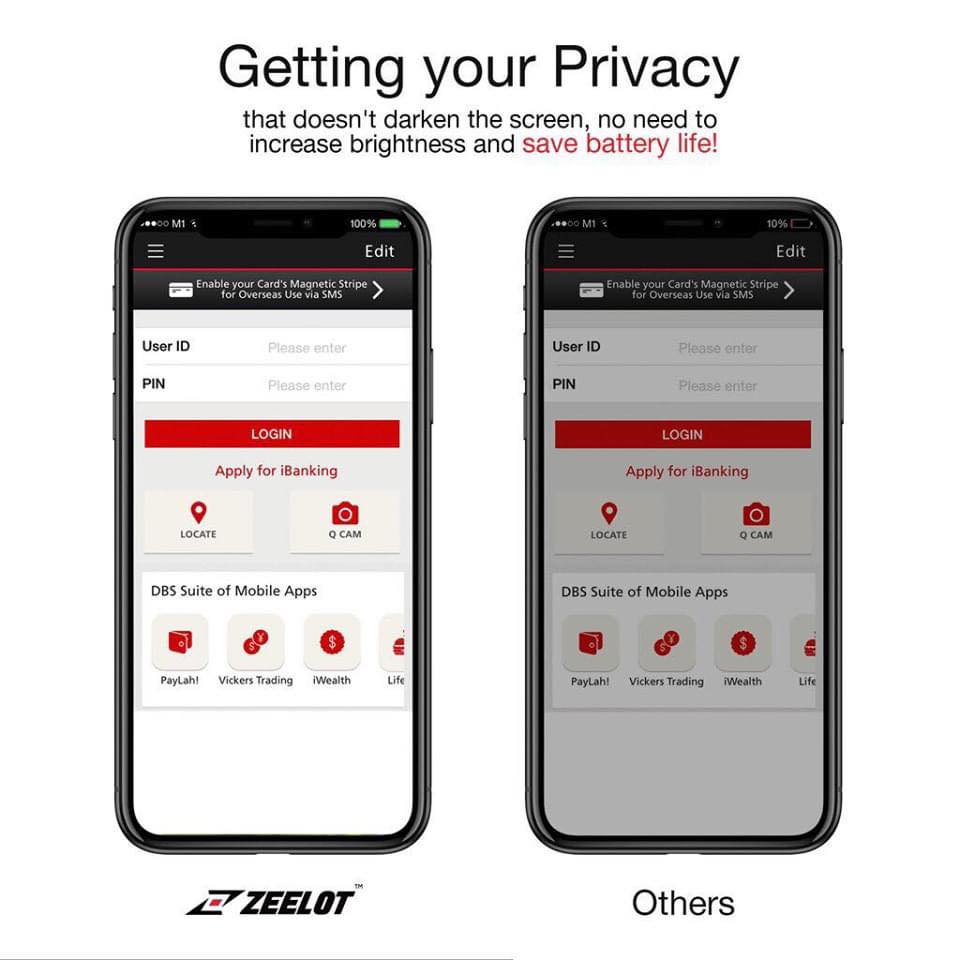 Getting your Privacy
that doesn't darken the screen, no need to
increase brightness and save battery life!
M1 100%
Edit
Enable your Card's Magnetic Stripe
for Overseas Use via SMS
User ID Please enter
PIN Please enter
LOGIN
Apply for iBanking
LOCATE Q CAM
DBS Suite of Mobile Apps
PayLah! Vickers Trading iWealth Life
ZEELOT™
M1 10%
Edit
Enable your Card's Magnetic Stripe
for Overseas Use via SMS
User ID Please enter
PIN Please enter
LOGIN
Apply for iBanking
LOCATE Q CAM
DBS Suite of Mobile Apps
PayLah! Vickers Trading iWealth Life
Others